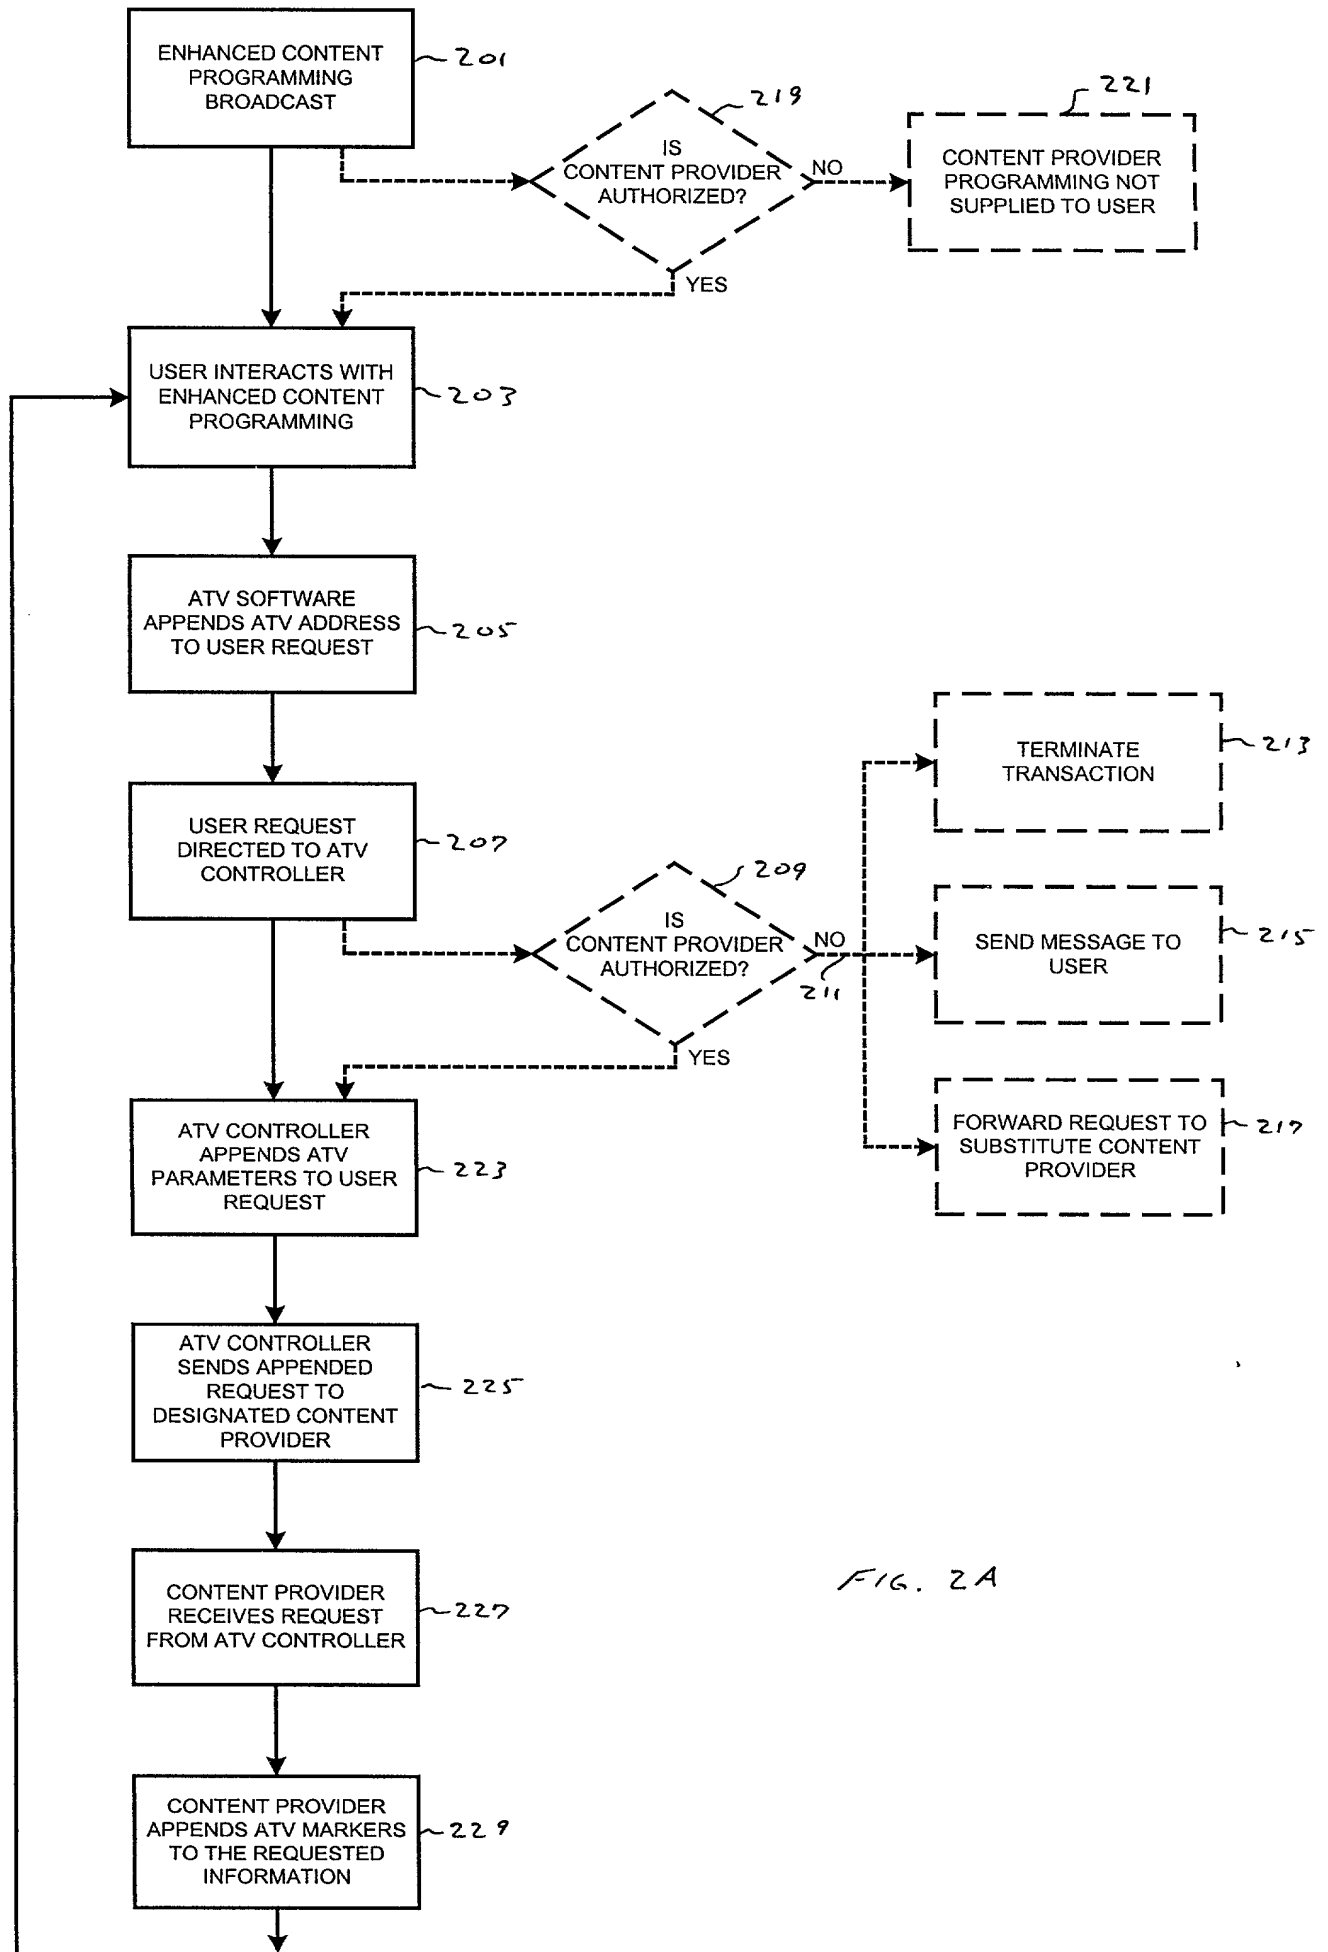 ENHANCED CONTENT
PROGRAMMING
BROADCAST
201
IS
CONTENT PROVIDER
AUTHORIZED?
219
NO
YES
CONTENT PROVIDER
PROGRAMMING NOT
SUPPLIED TO USER
221
USER INTERACTS WITH
ENHANCED CONTENT
PROGRAMMING
203
ATV SOFTWARE
APPENDS ATV ADDRESS
TO USER REQUEST
205
USER REQUEST
DIRECTED TO ATV
CONTROLLER
207
IS
CONTENT PROVIDER
AUTHORIZED?
209
NO
211
YES
TERMINATE
TRANSACTION
213
SEND MESSAGE TO
USER
215
FORWARD REQUEST TO
SUBSTITUTE CONTENT
PROVIDER
217
ATV CONTROLLER
APPENDS ATV
PARAMETERS TO USER
REQUEST
223
ATV CONTROLLER
SENDS APPENDED
REQUEST TO
DESIGNATED CONTENT
PROVIDER
225
CONTENT PROVIDER
RECEIVES REQUEST
FROM ATV CONTROLLER
227
CONTENT PROVIDER
APPENDS ATV MARKERS
TO THE REQUESTED
INFORMATION
229
FIG. 2A